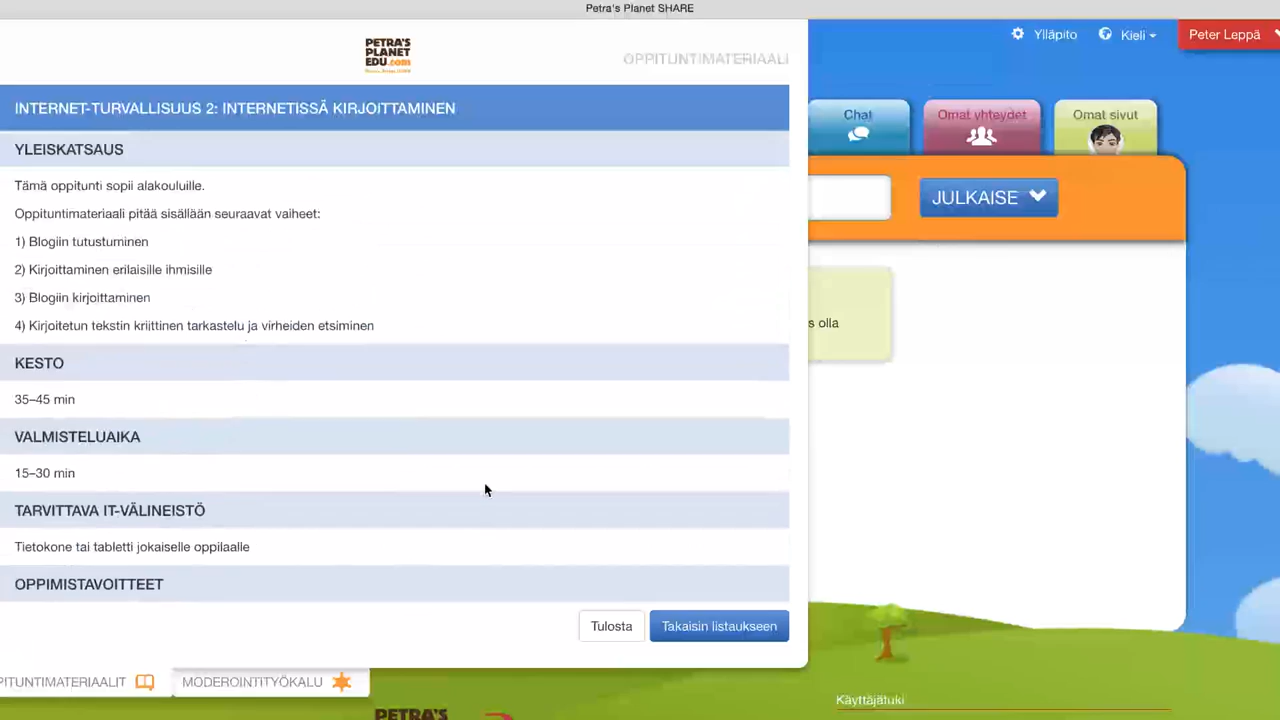 Petra's Planet SHARE
PETRA'S
PLANET
EDU.com
OPPITUNTIMATERIAALI
Ylläpito
Kieli
Peter Leppä
INTERNET-TURVALLISUUS 2: INTERNETISSÄ KIRJOITTAMINEN
Chat
Omat yhteydet
Omat sivut
YLEISKATSAUS
Tämä oppitunti sopii alakouluille.
JULKAISE
Oppituntimateriaali pitää sisällään seuraavat vaiheet:
1) Blogiin tutustuminen
2) Kirjoittaminen erilaisille ihmisille
3) Blogiin kirjoittaminen
4) Kirjoitetun tekstin kriittinen tarkastelu ja virheiden etsiminen
s olla
KESTO
35–45 min
VALMISTELUAIKA
15–30 min
TARVITTAVA IT-VÄLINEISTÖ
Tietokone tai tabletti jokaiselle oppilaalle
OPPIMISTAVOITTEET
Tulosta
Takaisin listaukseen
PITUNTIMATERIAALIT
MODEROINTITYÖKALU
Käyttäjätuki
PETRA'S